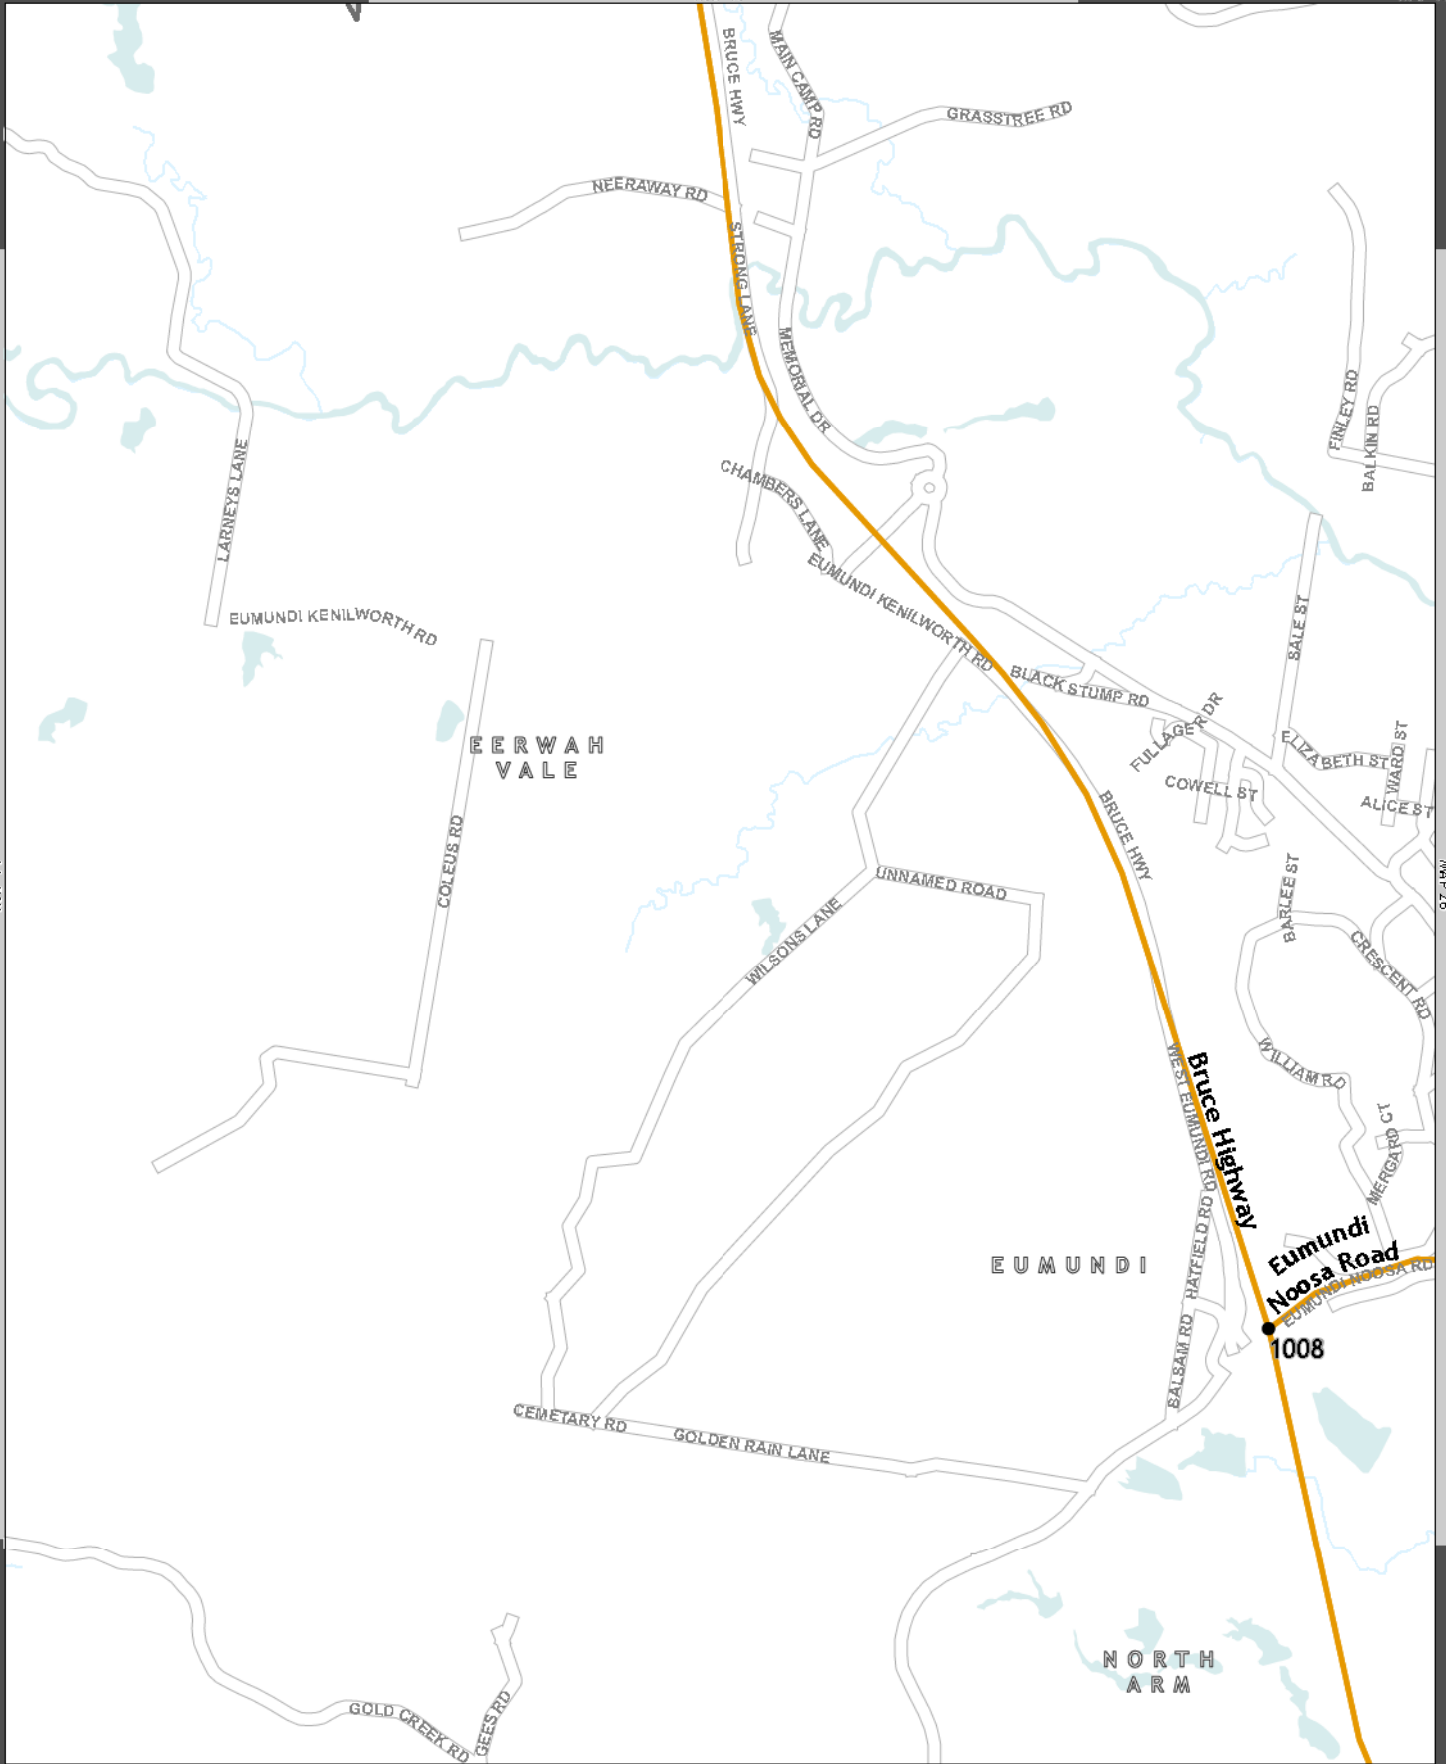 BRUCE HWY
MAIN CAMP RD
GRASSTREE RD
NEERAWAY RD
STRONG LANE
MEMORIAL DR
FINLEY RD
BALKIN RD
LARNEYS LANE
CHAMBERS LANE
EUMUNDI KENILWORTH RD
EUMUNDI KENILWORTH RD
BLACK STUMP RD
SALE ST
FULLAGER DR
ELIZABETH ST
WARD ST
COWELL ST
ALICE ST
EERWAH
VALE
COLEUS RD
BRUCE HWY
UNNAMED ROAD
WILSONS LANE
BARLEE ST
CRESCENT RD
WILLIAM RD
WEST EUMUNDI RD
Bruce Highway
MERGARD CT
HATFIELD RD
EUMUNDI
Eumundi
Noosa Road
EUMUNDI NOOSA RD
1008
BALSAM RD
CEMETARY RD
GOLDEN RAIN LANE
NORTH
ARM
GOLD CREEK RD
GEES RD